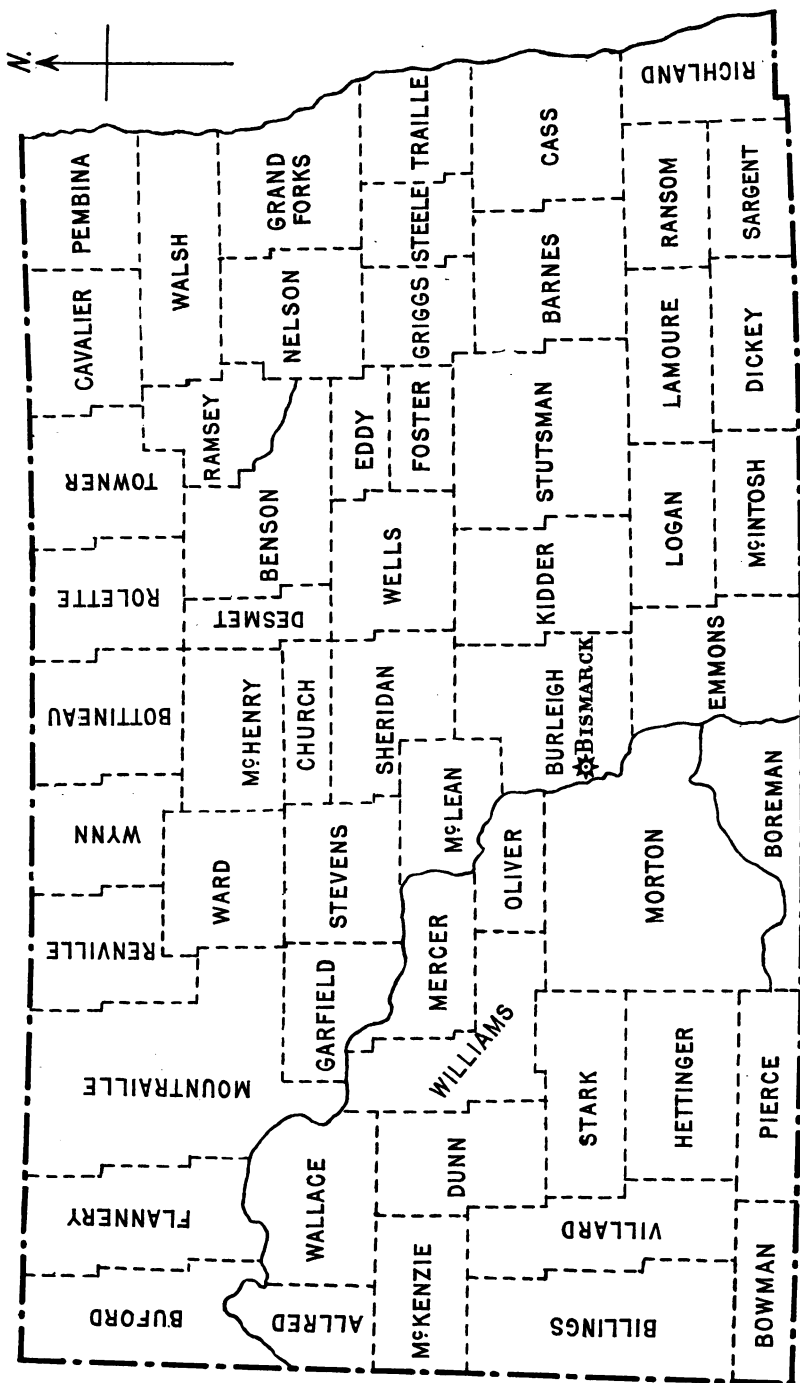 N.
BUFORD
FLANNERY
MOUNTRAILLE
RENVILLE
WYNN
BOTTINEAU
ROLETTE
TOWNER
CAVALIER
PEMBINA
WARD
McHENRY
DESMET
BENSON
RAMSEY
WALSH
NELSON
GRAND
FORKS
GARFIELD
STEVENS
CHURCH
SHERIDAN
WELLS
EDDY
FOSTER
GRIGGS
STEELE
TRAILLE
ALLRED
WALLACE
McKENZIE
DUNN
WILLIAMS
MERCER
McLEAN
OLIVER
BURLEIGH
BISMARCK
KIDDER
STUTSMAN
BARNES
CASS
BILLINGS
VILLARD
STARK
HETTINGER
MORTON
EMMONS
LOGAN
LAMOURE
RANSOM
RICHLAND
BOWMAN
PIERCE
BOREMAN
McINTOSH
DICKEY
SARGENT